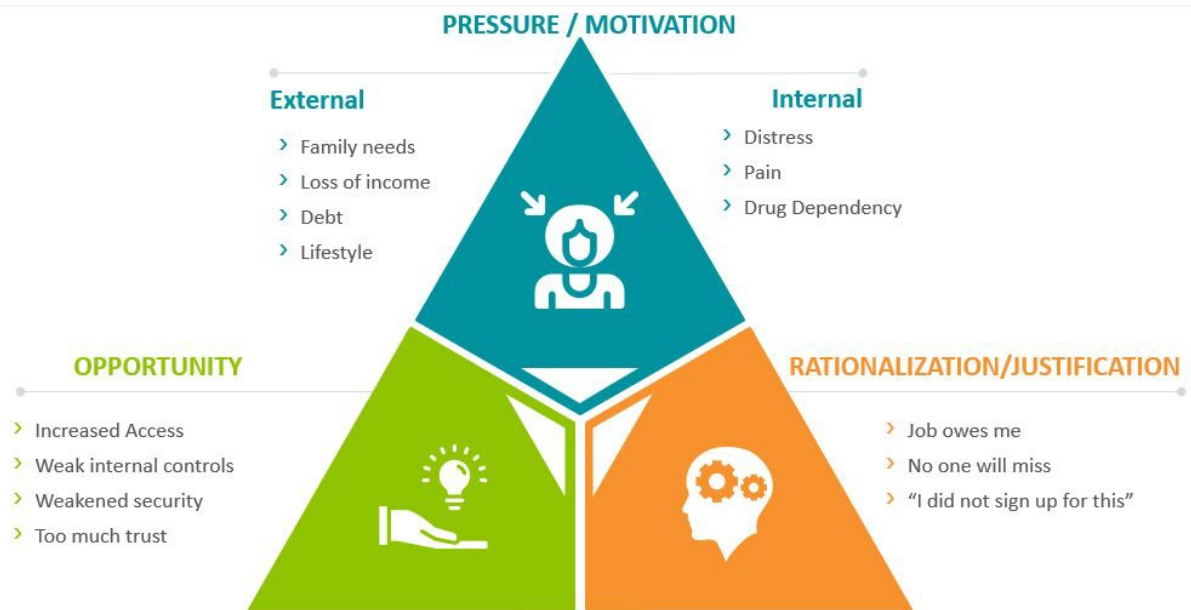 PRESSURE / MOTIVATION
External
Family needs
Loss of income
Debt
Lifestyle
Internal
Distress
Pain
Drug Dependency
OPPORTUNITY
Increased Access
Weak internal controls
Weakened security
Too much trust
RATIONALIZATION/JUSTIFICATION
Job owes me
No one will miss
“I did not sign up for this”